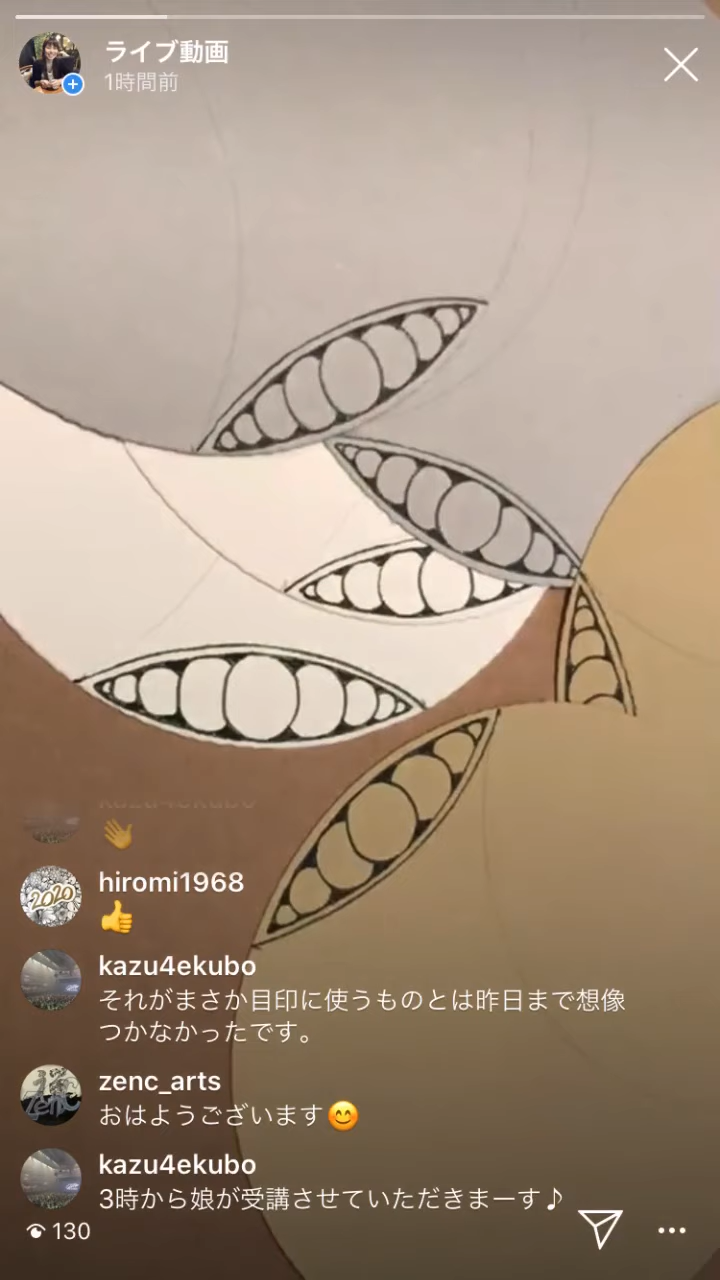 ライブ動画
1時間前
kazu4ekubo
👋
hiromi1968
👍
kazu4ekubo
それがまさか目印に使うものとは昨日まで想像
つかなかったです。
zenc_arts
おはようございます😊
kazu4ekubo
3時から娘が受講させていただきまーす♪
130
2020